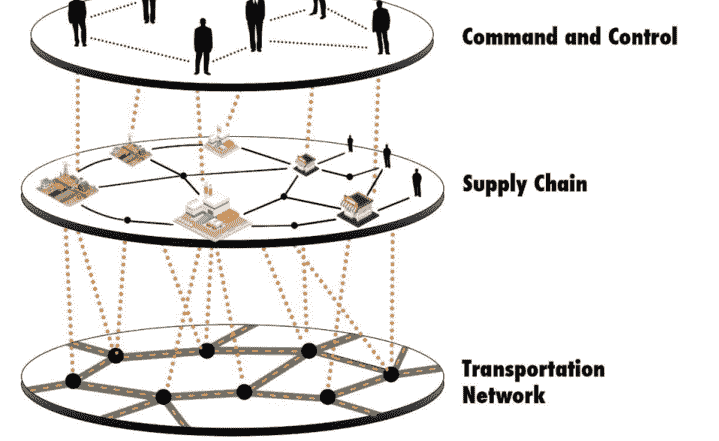 Command and Control
Supply Chain
Transportation
Network